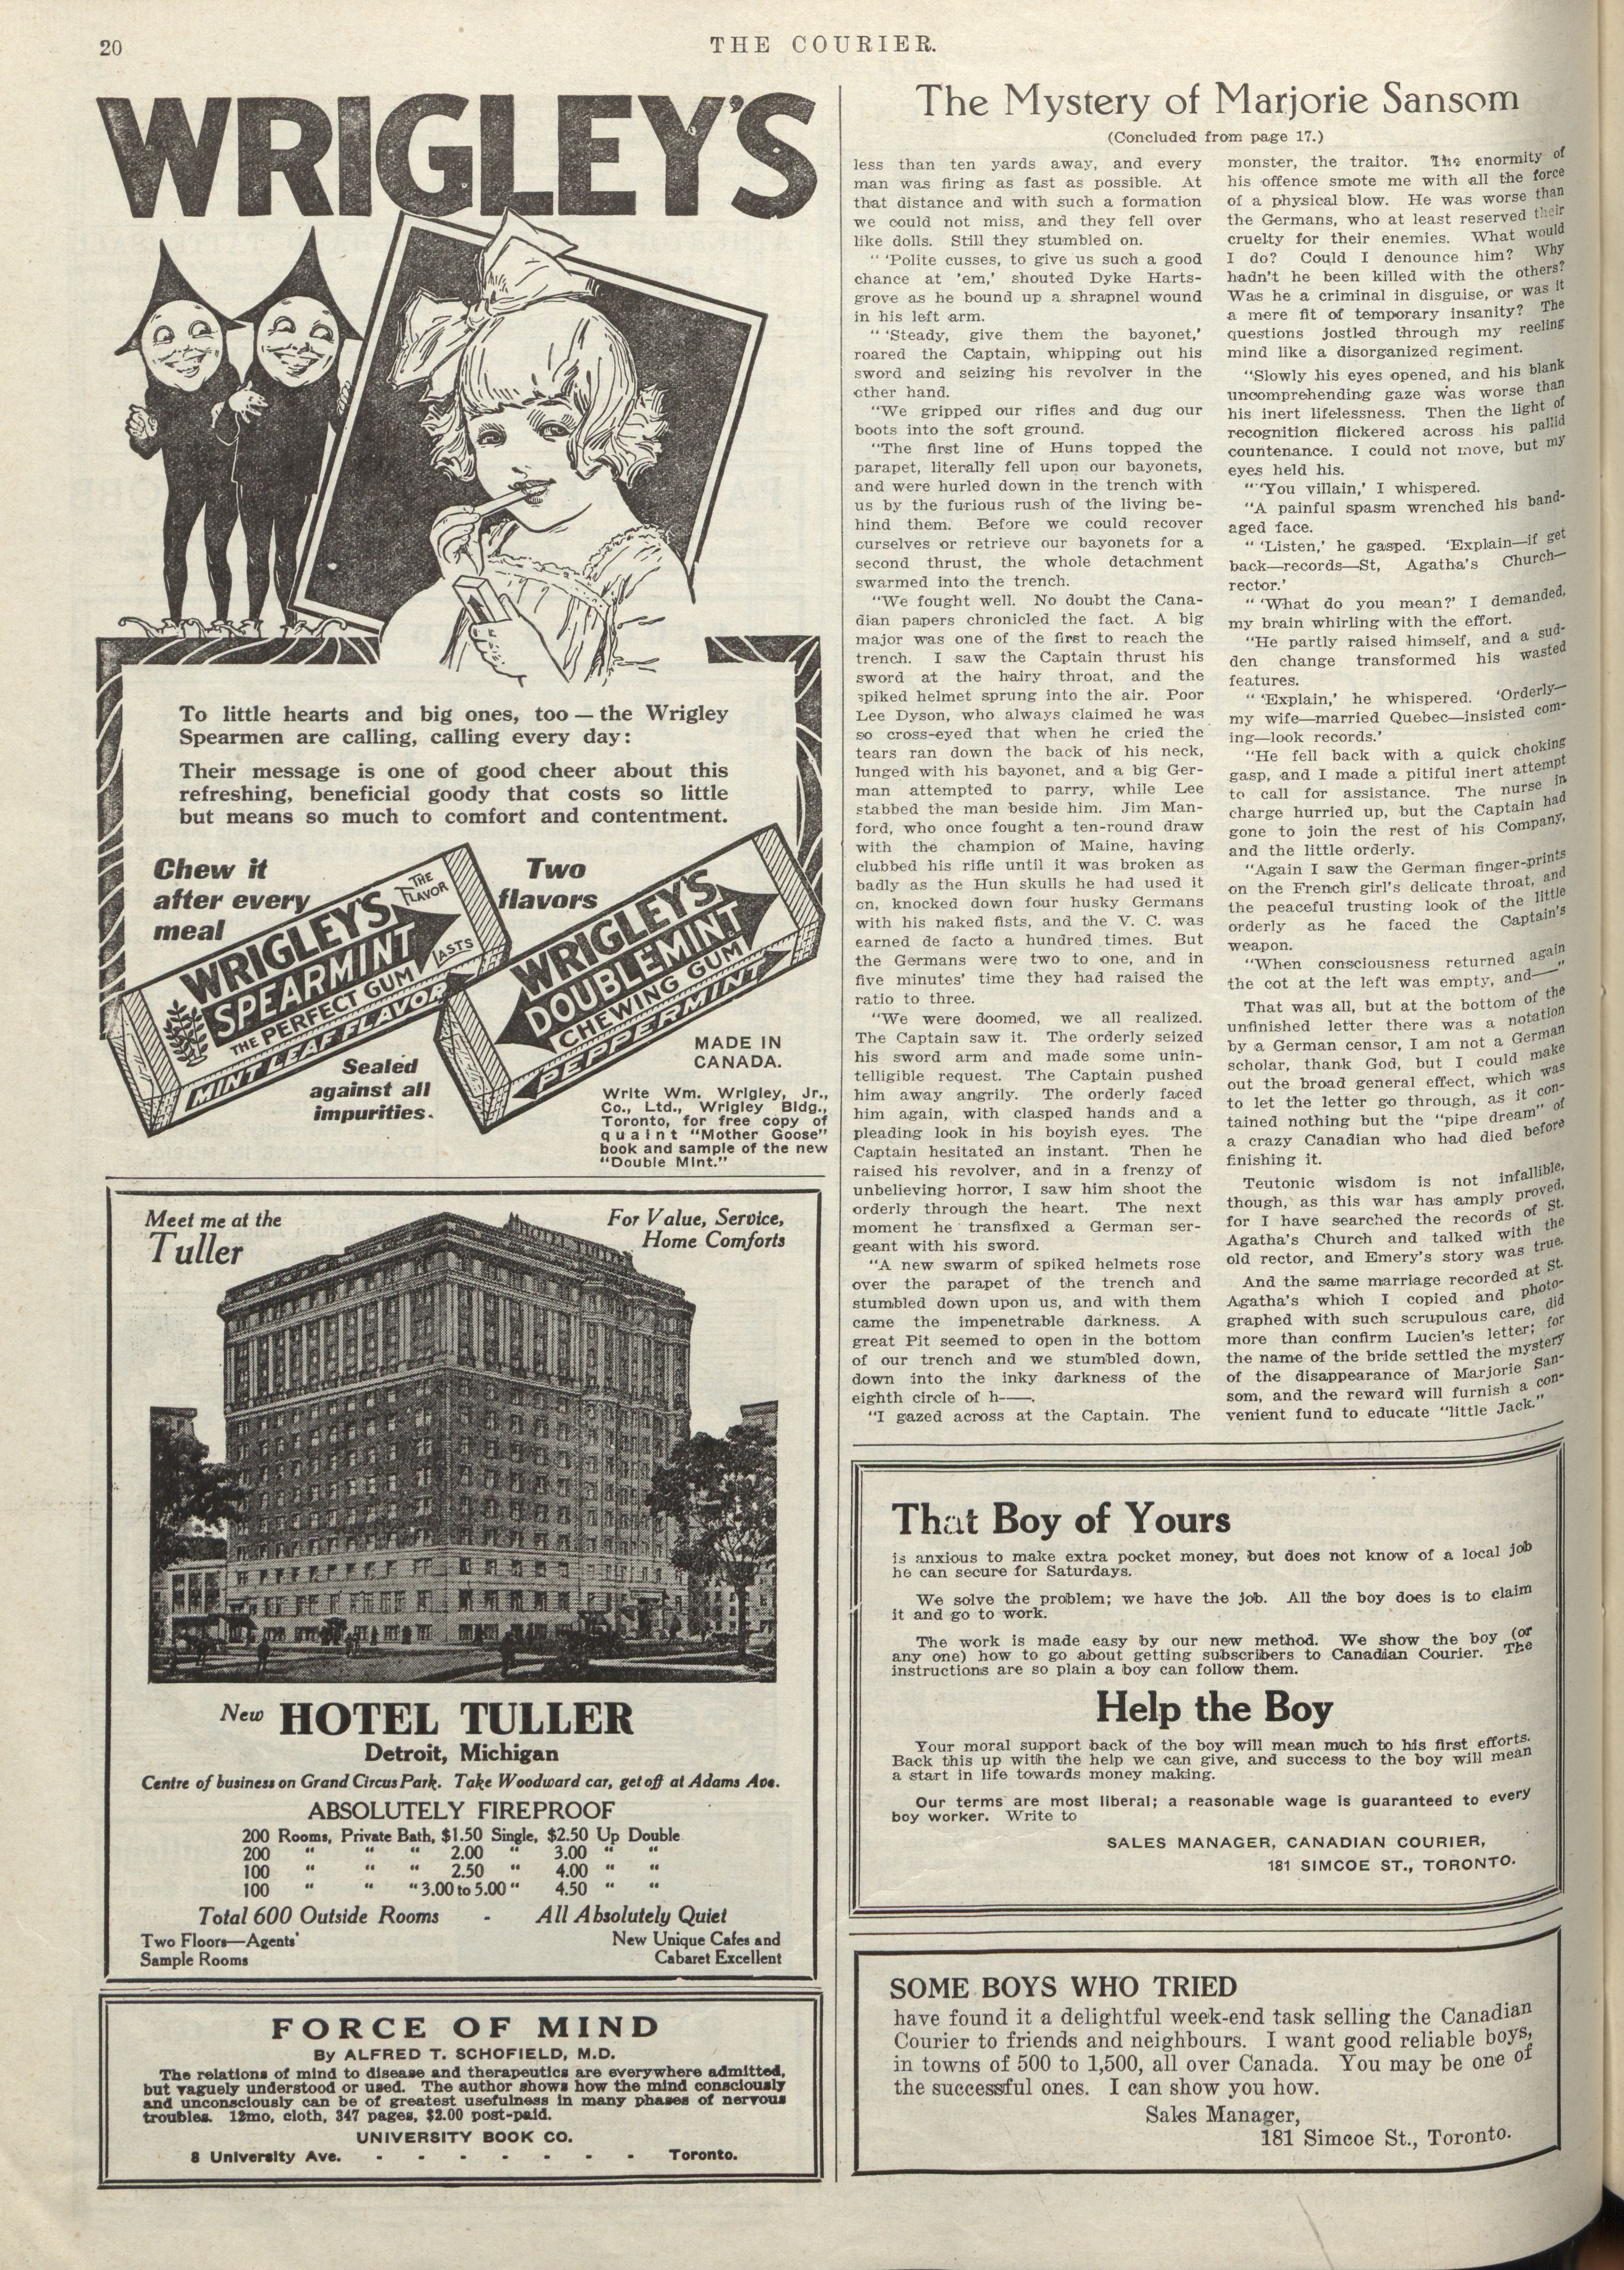 20
THE COURIER.
WRIGLEY'S
To little hearts and big ones, too — the Wrigley
Spearmen are calling, calling every day:
Their message is one of good cheer about this
refreshing, beneficial goody that costs so little
but means so much to comfort and contentment.
Chew it
after every
meal
Two
flavors
WRIGLEY'S
SPEARMINT
THE PERFECT GUM
MINT LEAF FLAVOR
THE
FLAVOR
LASTS
WRIGLEY'S
DOUBLEMINT
CHEWING GUM
PEPPERMINT
Sealed
against all
impurities.
MADE IN
CANADA.
Write Wm. Wrigley, Jr.,
Co., Ltd., Wrigley Bldg.,
Toronto, for free copy of
quaint "Mother Goose"
book and sample of the new
"Double Mint."
Meet me at the
Tuller
For Value, Service,
Home Comforts
New HOTEL TULLER
Detroit, Michigan
Centre of business on Grand Circus Park. Take Woodward car, get off at Adams Ave.
ABSOLUTELY FIREPROOF
200 Rooms, Private Bath, $1.50 Single, $2.50 Up Double
200 " " " 2.00 " 3.00 " "
100 " " " 2.50 " 4.00 " "
100 " " " 3.00 to 5.00 " 4.50 " "
Total 600 Outside Rooms - All Absolutely Quiet
Two Floors—Agents'
Sample Rooms
New Unique Cafes and
Cabaret Excellent
FORCE OF MIND
By ALFRED T. SCHOFIELD, M.D.
The relations of mind to disease and therapeutics are everywhere admitted,
but vaguely understood or used. The author shows how the mind consciously
and unconsciously can be of greatest usefulness in many phases of nervous
troubles. 12mo, cloth, 347 pages, $2.00 post-paid.
UNIVERSITY BOOK CO.
8 University Ave. - - - - - - - Toronto.
The Mystery of Marjorie Sansom
(Concluded from page 17.)
less than ten yards away, and every
man was firing as fast as possible. At
that distance and with such a formation
we could not miss, and they fell over
like dolls. Still they stumbled on.
" 'Polite cusses, to give us such a good
chance at 'em,' shouted Dyke Harts-
grove as he bound up a shrapnel wound
in his left arm.
" 'Steady, give them the bayonet,'
roared the Captain, whipping out his
sword and seizing his revolver in the
other hand.
"We gripped our rifles and dug our
boots into the soft ground.
"The first line of Huns topped the
parapet, literally fell upon our bayonets,
and were hurled down in the trench with
us by the furious rush of the living be-
hind them. Before we could recover
ourselves or retrieve our bayonets for a
second thrust, the whole detachment
swarmed into the trench.
"We fought well. No doubt the Cana-
dian papers chronicled the fact. A big
major was one of the first to reach the
trench. I saw the Captain thrust his
sword at the hairy throat, and the
spiked helmet sprung into the air. Poor
Lee Dyson, who always claimed he was
so cross-eyed that when he cried the
tears ran down the back of his neck,
lunged with his bayonet, and a big Ger-
man attempted to parry, while Lee
stabbed the man beside him. Jim Man-
ford, who once fought a ten-round draw
with the champion of Maine, having
clubbed his rifle until it was broken as
badly as the Hun skulls he had used it
on, knocked down four husky Germans
with his naked fists, and the V. C. was
earned de facto a hundred times. But
the Germans were two to one, and in
five minutes' time they had raised the
ratio to three.
"We were doomed, we all realized.
The Captain saw it. The orderly seized
his sword arm and made some unin-
telligible request. The Captain pushed
him away angrily. The orderly faced
him again, with clasped hands and a
pleading look in his boyish eyes. The
Captain hesitated an instant. Then he
raised his revolver, and in a frenzy of
unbelieving horror, I saw him shoot the
orderly through the heart. The next
moment he transfixed a German ser-
geant with his sword.
"A new swarm of spiked helmets rose
over the parapet of the trench and
stumbled down upon us, and with them
came the impenetrable darkness. A
great Pit seemed to open in the bottom
of our trench and we stumbled down,
down into the inky darkness of the
eighth circle of h——.
"I gazed across at the Captain. The
monster, the traitor. The enormity of
his offence smote me with all the force
of a physical blow. He was worse than
the Germans, who at least reserved their
cruelty for their enemies. What would
I do? Could I denounce him? Why
hadn't he been killed with the others?
Was he a criminal in disguise, or was it
a mere fit of temporary insanity? The
questions jostled through my reeling
mind like a disorganized regiment.
"Slowly his eyes opened, and his blank
uncomprehending gaze was worse than
his inert lifelessness. Then the light of
recognition flickered across his pallid
countenance. I could not move, but my
eyes held his.
" 'You villain,' I whispered.
"A painful spasm wrenched his band-
aged face.
" 'Listen,' he gasped. 'Explain—if get
back—records—St, Agatha's Church—
rector.'
" 'What do you mean?' I demanded,
my brain whirling with the effort.
"He partly raised himself, and a sud-
den change transformed his wasted
features.
" 'Explain,' he whispered. 'Orderly—
my wife—married Quebec—insisted com-
ing—look records.'
"He fell back with a quick choking
gasp, and I made a pitiful inert attempt
to call for assistance. The nurse in
charge hurried up, but the Captain had
gone to join the rest of his Company,
and the little orderly.
"Again I saw the German finger-prints
on the French girl's delicate throat, and
the peaceful trusting look of the little
orderly as he faced the Captain's
weapon.
"When consciousness returned again
the cot at the left was empty, and——"
That was all, but at the bottom of the
unfinished letter there was a notation
by a German censor, I am not a German
scholar, thank God, but I could make
out the broad general effect, which was
to let the letter go through, as it con-
tained nothing but the "pipe dream" of
a crazy Canadian who had died before
finishing it.
Teutonic wisdom is not infallible,
though, as this war has amply proved,
for I have searched the records of St.
Agatha's Church and talked with the
old rector, and Emery's story was true.
And the same marriage recorded at St.
Agatha's which I copied and photo-
graphed with such scrupulous care, did
more than confirm Lucien's letter; for
the name of the bride settled the mystery
of the disappearance of Marjorie San-
som, and the reward will furnish a con-
venient fund to educate "little Jack."
That Boy of Yours
is anxious to make extra pocket money, but does not know of a local job
he can secure for Saturdays.
We solve the problem; we have the job. All the boy does is to claim
it and go to work.
The work is made easy by our new method. We show the boy (or
any one) how to go about getting subscribers to Canadian Courier. The
instructions are so plain a boy can follow them.
Help the Boy
Your moral support back of the boy will mean much to his first efforts.
Back this up with the help we can give, and success to the boy will mean
a start in life towards money making.
Our terms are most liberal; a reasonable wage is guaranteed to every
boy worker. Write to
SALES MANAGER, CANADIAN COURIER,
181 SIMCOE ST., TORONTO.
SOME BOYS WHO TRIED
have found it a delightful week-end task selling the Canadian
Courier to friends and neighbours. I want good reliable boys,
in towns of 500 to 1,500, all over Canada. You may be one of
the successful ones. I can show you how.
Sales Manager,
181 Simcoe St., Toronto.